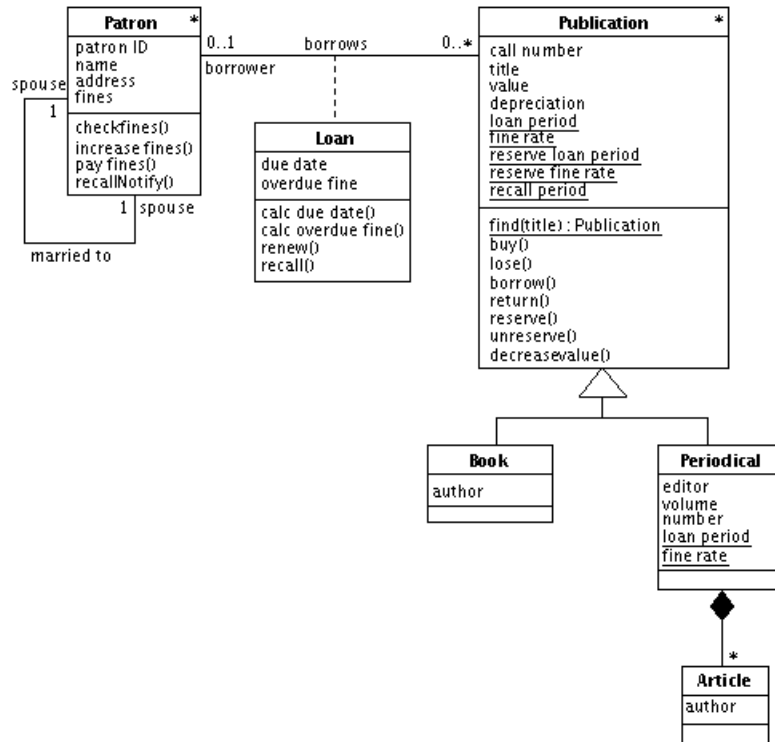 Patron *
patron ID
name
address
fines
checkfines()
increase fines()
pay fines()
recallNotify()
spouse
1
1 spouse
married to
0..1 borrows 0..*
borrower
Loan
due date
overdue fine
calc due date()
calc overdue fine()
renew()
recall()
Publication *
call number
title
value
depreciation
loan period
fine rate
reserve loan period
reserve fine rate
recall period
find(title) : Publication
buy()
lose()
borrow()
return()
reserve()
unreserve()
decreasevalue()
Book
author
Periodical
editor
volume
number
loan period
fine rate
*
Article
author